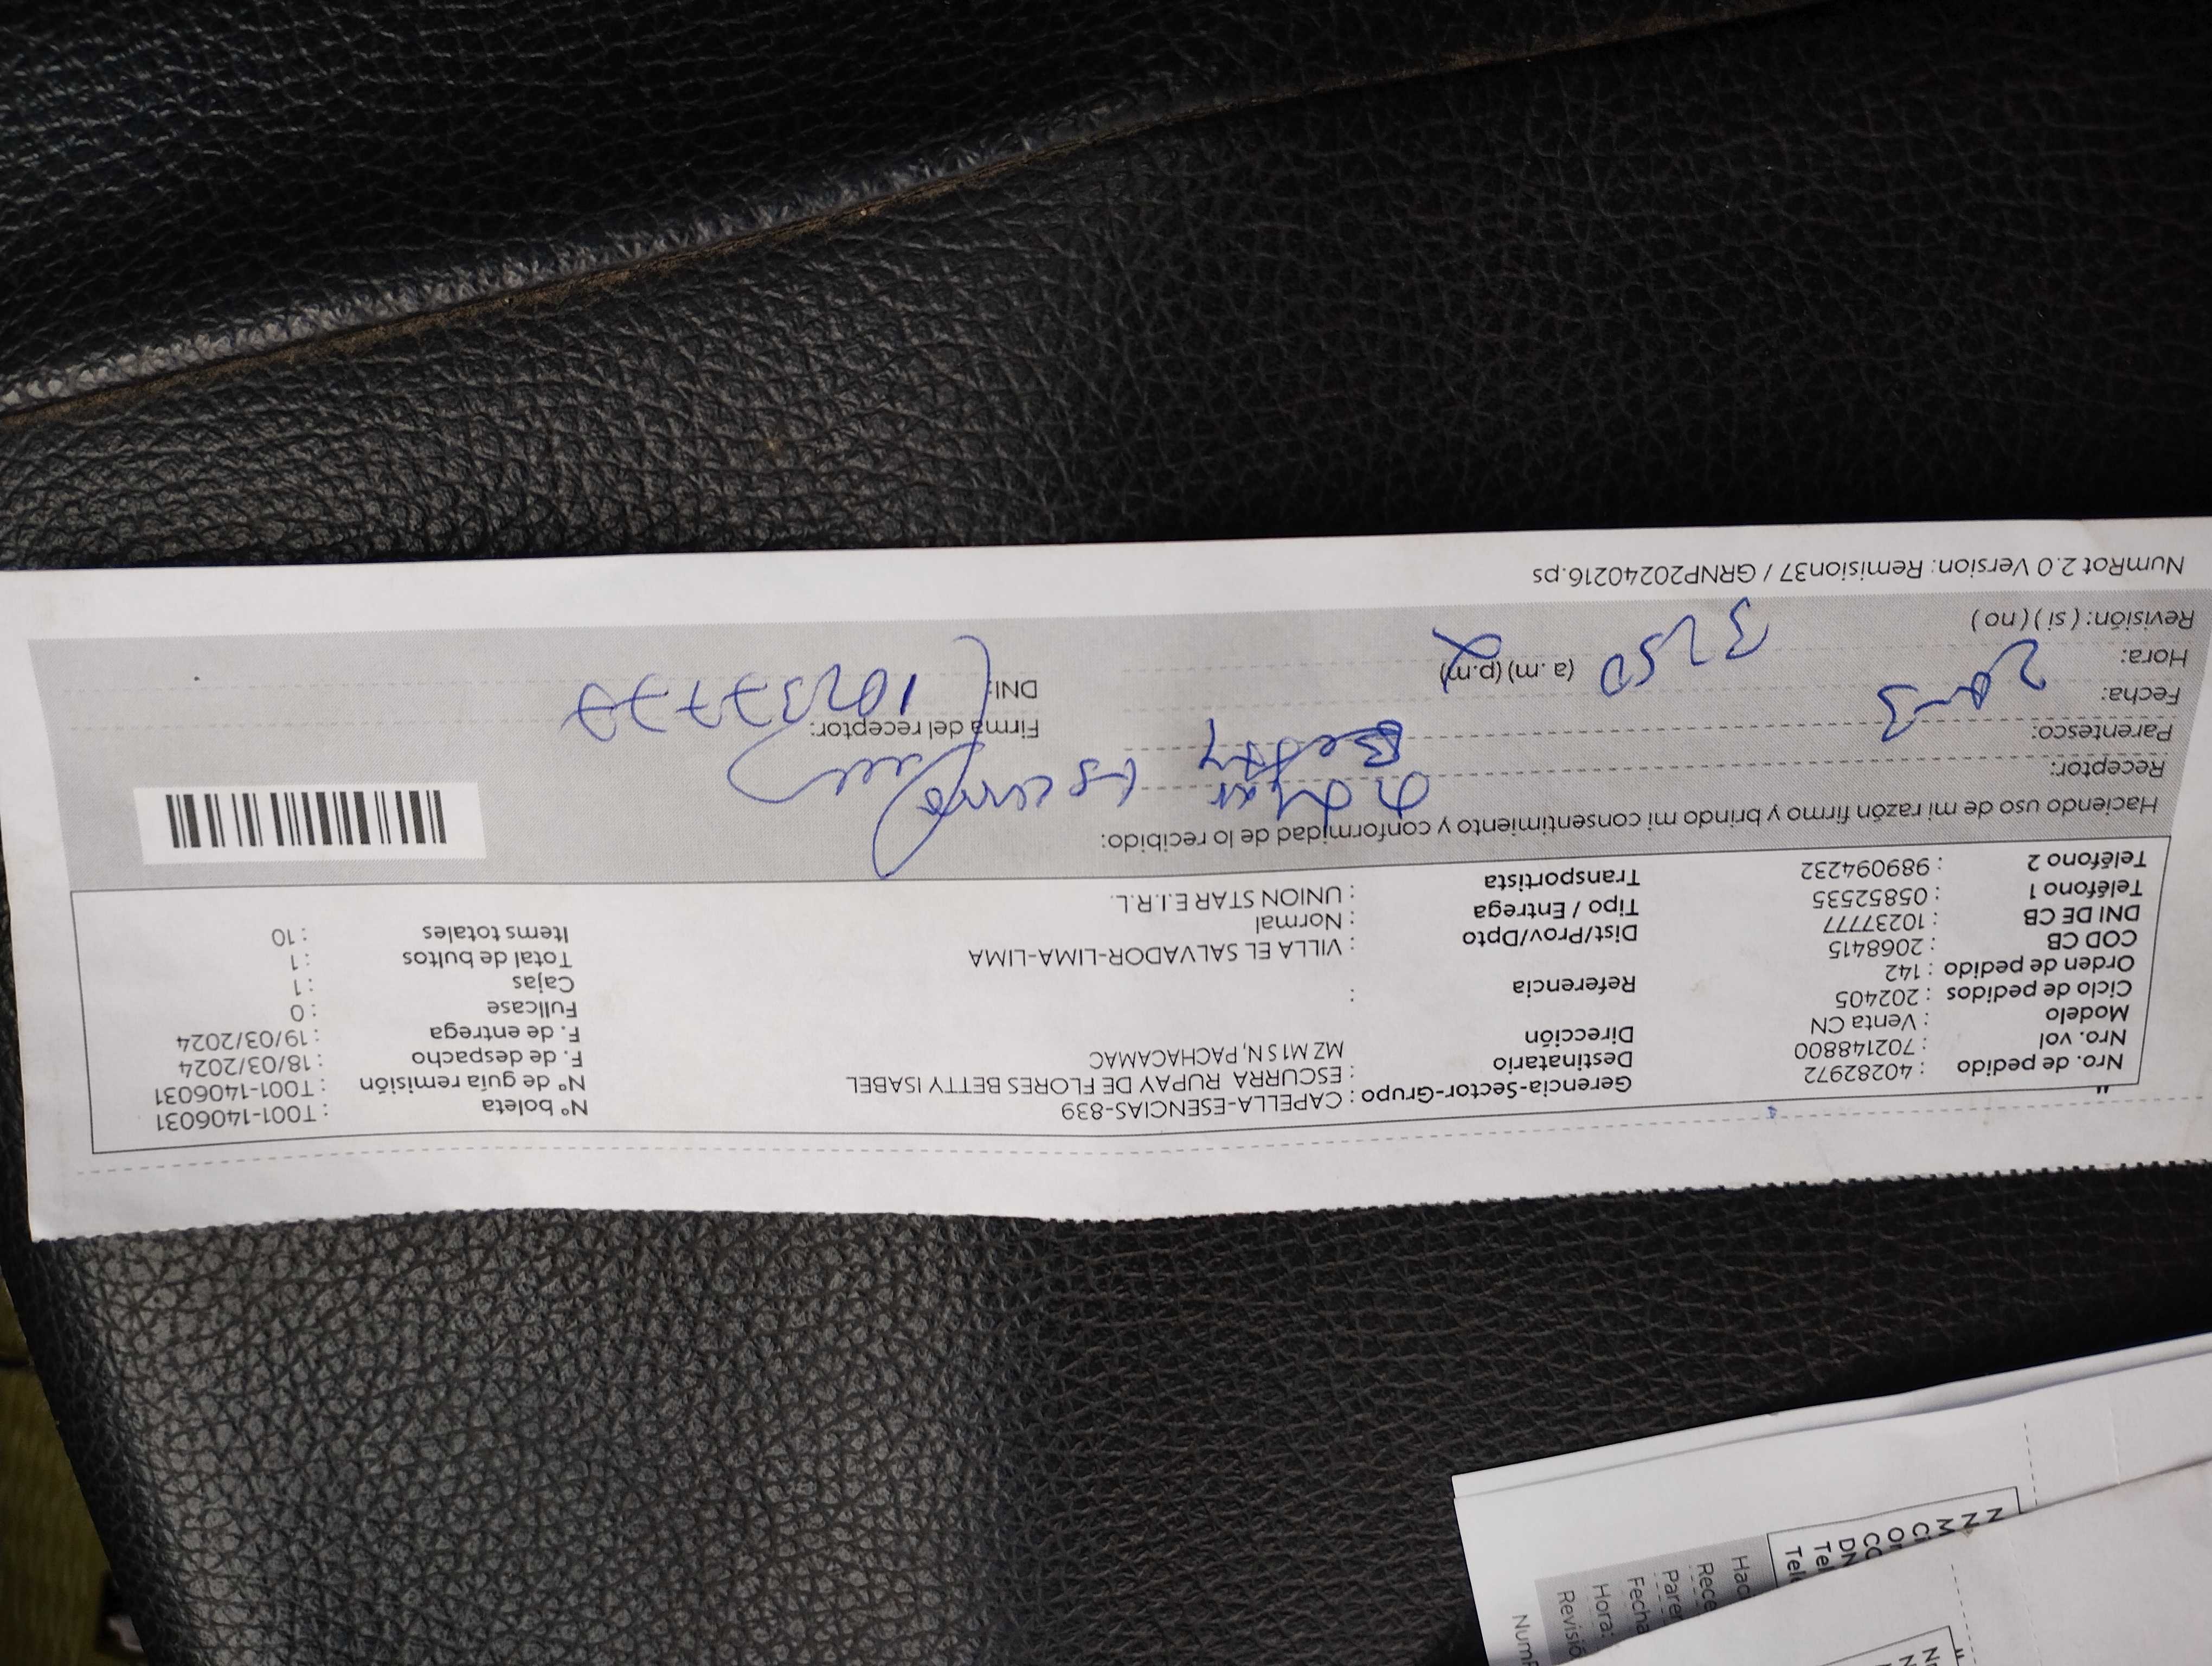 Nro. de pedido : 40282972
Nro. vol : 702148800
Modelo : Venta CN
Ciclo de pedidos : 202405
Orden de pedido : 142
COD CB : 2068415
DNI DE CB : 10237777
Teléfono 1 : 05852535
Teléfono 2 : 989094232
Gerencia-Sector-Grupo : CAPELLA-ESENCIAS-839
Destinatario : ESCURRA RUPAY DE FLORES BETTY ISABEL
Dirección MZ M1 S N, PACHACAMAC
Referencia :
Dist/Prov/Dpto : VILLA EL SALVADOR-LIMA-LIMA
Tipo / Entrega : Normal
Transportista : UNION STAR E.I.R.L.
N° boleta : T001-1406031
N° de guía remisión : T001-1406031
F. de despacho : 18/03/2024
F. de entrega : 19/03/2024
Fullcase : 0
Cajas : 1
Total de bultos : 1
Items totales : 10
Haciendo uso de mi razón firmo y brindo mi consentimiento y conformidad de lo recibido:
Receptor:
Parentesco: Betty
Firma del receptor:
Fecha: 20-3
DNI: 10237777
Hora: 3:50 (a.m) (p.m)
Revisión: ( si ) ( no )
NumRot 2.0 Version: Remision37 / GRNP20240216.ps
Hora: